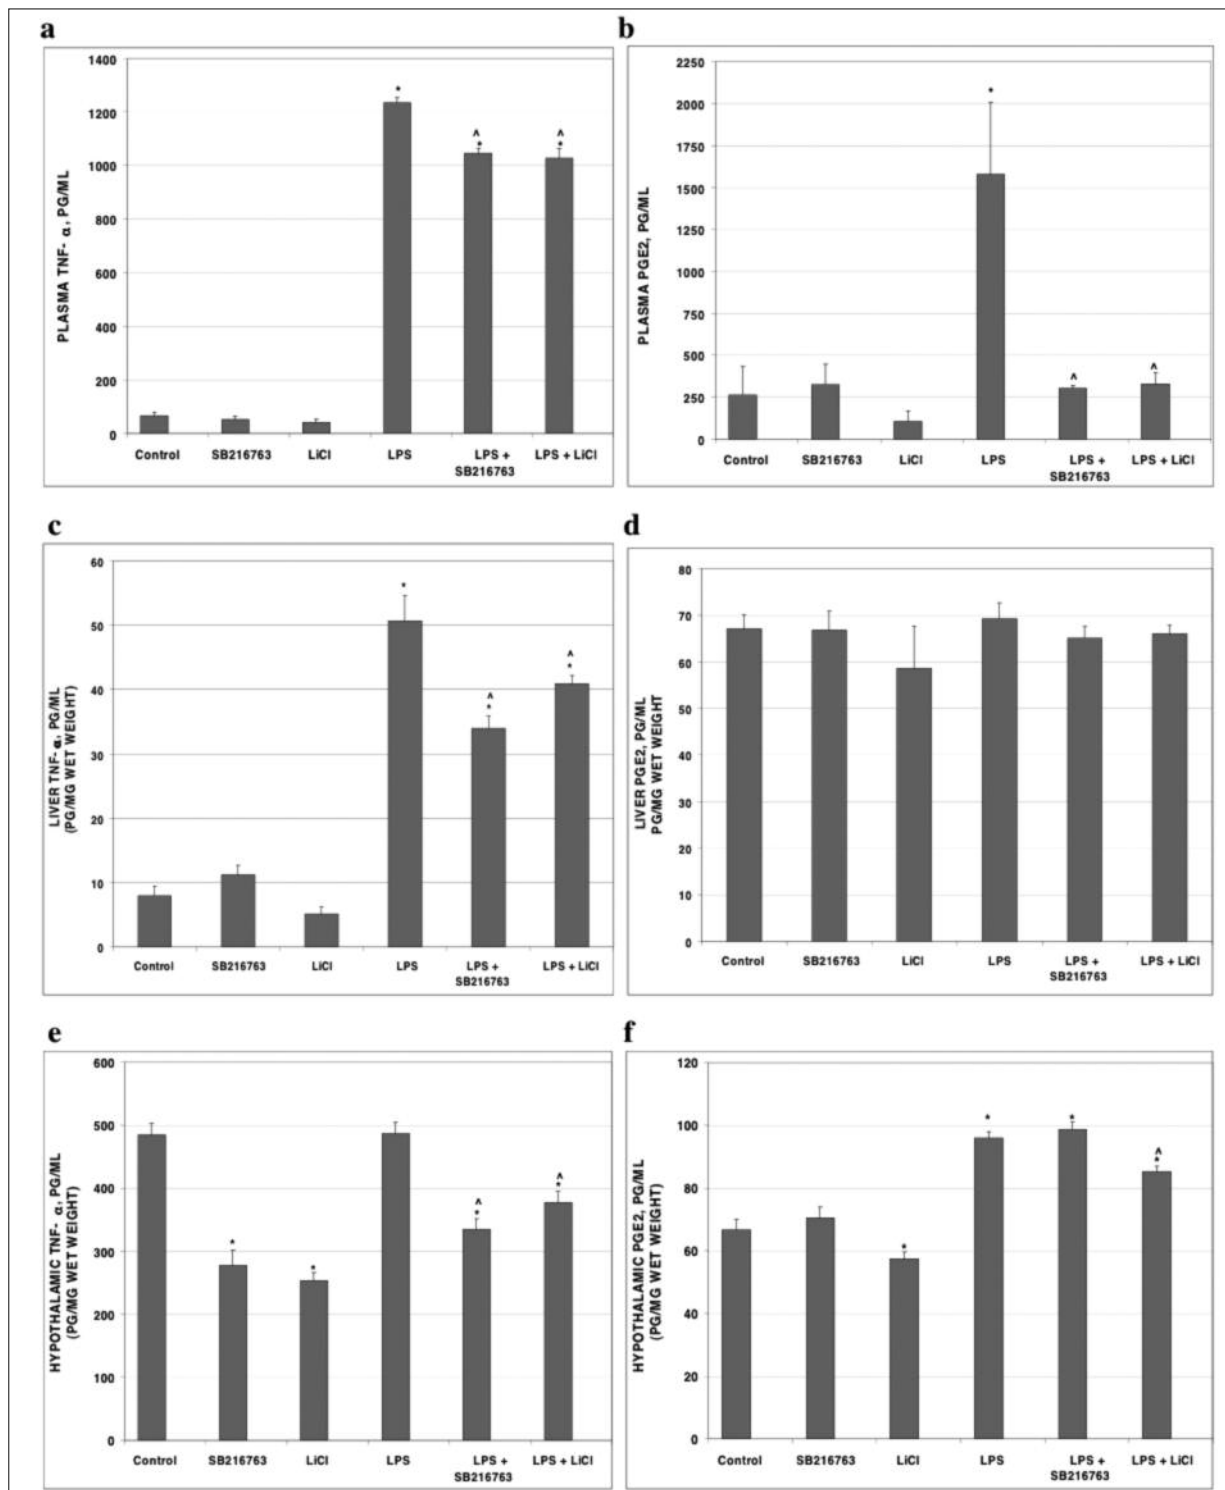 a
1400
1200
1000
800
600
400
200
0
PLASMA TNF- α, PG/ML
*
^
*
^
*
Control SB216763 LiCl LPS LPS + LPS + LiCl
SB216763
b
2250
2000
1750
1500
1250
1000
750
500
250
0
PLASMA PGE2, PG/ML
*
^
^
Control SB216763 LiCl LPS LPS + LPS + LiCl
SB216763
c
60
50
40
30
20
10
0
LIVER TNF-α, PG/ML
(PG/MG WET WEIGHT)
*
^
*
^
*
Control SB216763 LiCl LPS LPS + LPS + LiCl
SB216763
d
80
70
60
50
40
30
20
10
0
LIVER PGE2, PG/ML
PG/MG WET WEIGHT
Control SB216763 LiCl LPS LPS + LPS + LiCl
SB216763
e
600
500
400
300
200
100
0
HYPOTHALAMIC TNF- α, PG/ML
(PG/MG WET WEIGHT)
*
*
^
*
^
*
Control SB216763 LiCl LPS LPS + LPS + LiCl
SB216763
f
120
100
80
60
40
20
0
HYPOTHALAMIC PGE2, PG/ML
(PG/MG WET WEIGHT)
*
*
*
^
*
Control SB216763 LiCl LPS LPS + LPS + LiCl
SB216763